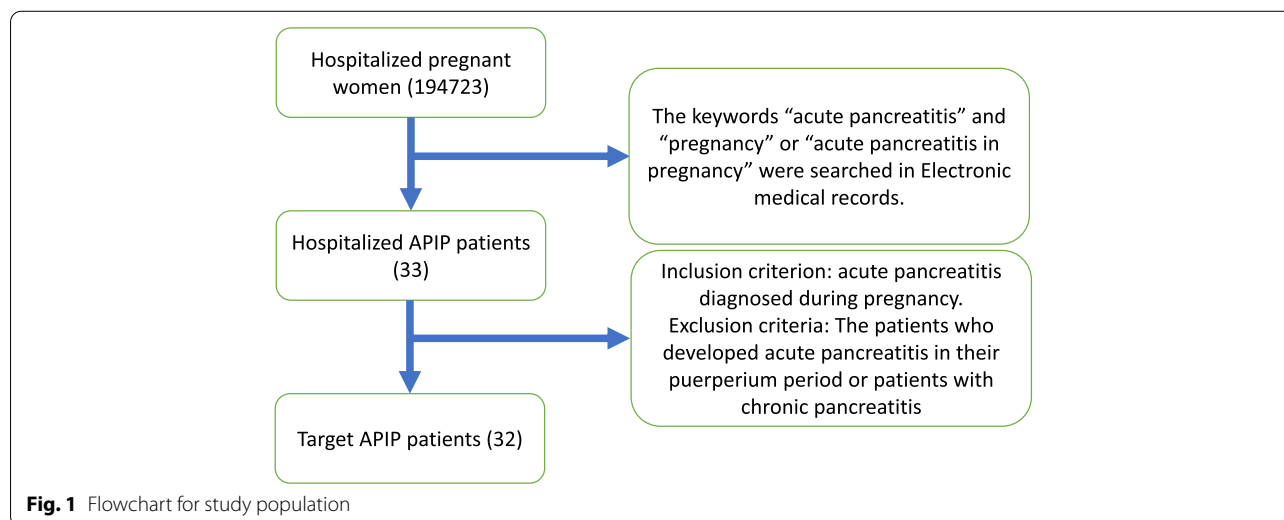 Hospitalized pregnant
women (194723)
The keywords “acute pancreatitis” and
“pregnancy” or “acute pancreatitis in
pregnancy” were searched in Electronic
medical records.
Hospitalized APIP patients
(33)
Inclusion criterion: acute pancreatitis
diagnosed during pregnancy.
Exclusion criteria: The patients who
developed acute pancreatitis in their
puerperium period or patients with
chronic pancreatitis
Target APIP patients (32)
Fig. 1 Flowchart for study population